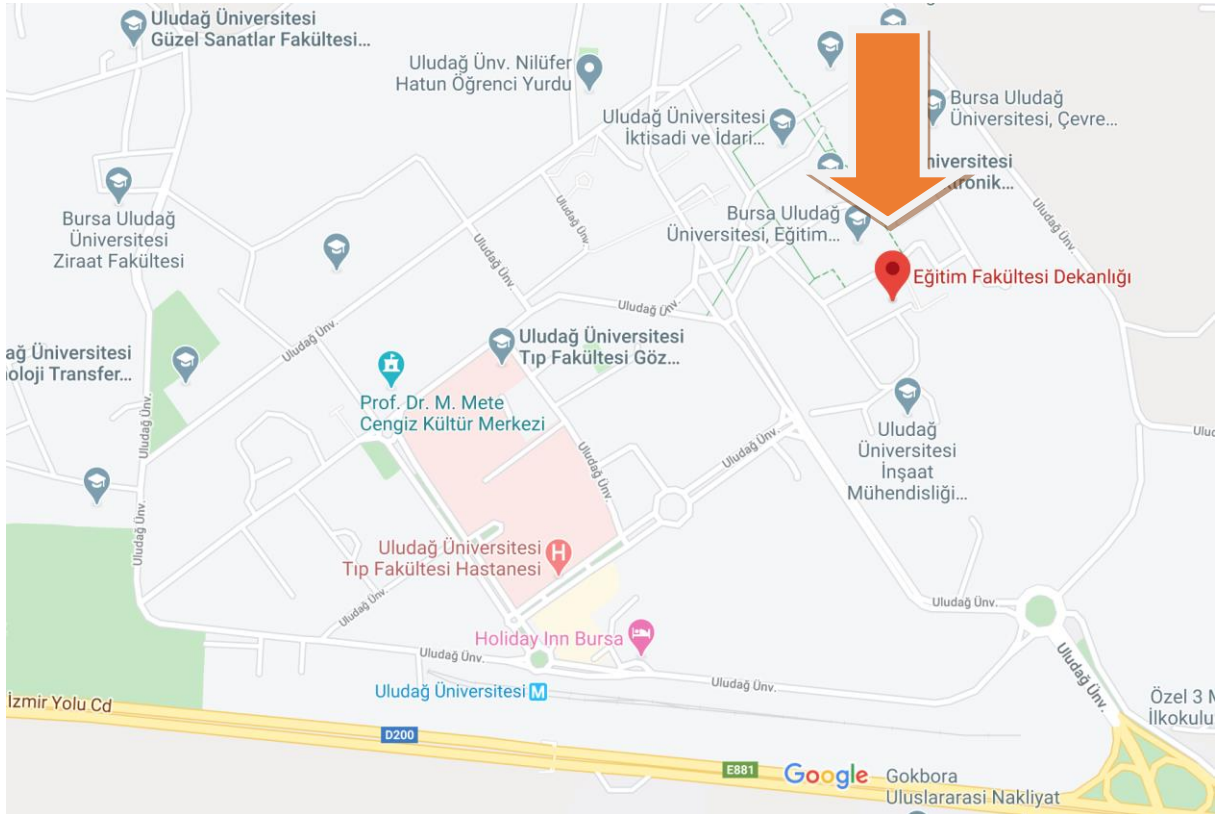 Uludağ Üniversitesi
Güzel Sanatlar Fakültesi...
Uludağ Ünv. Nilüfer
Hatun Öğrenci Yurdu
Uludağ Üniversitesi
İktisadi ve İdari...
Bursa Uludağ
Üniversitesi, Çevre...
Bursa Uludağ
Üniversitesi
Ziraat Fakültesi
Uludağ Ünv.
Uludağ Ünv.
Uludağ Ünv.
Bursa Uludağ
Üniversitesi, Eğitim...
Eğitim Fakültesi Dekanlığı
Uludağ Ünv.
Uludağ Ünv.
Üniversitesi
Uludağ Üniversitesi
Tıp Fakültesi Göz...
Transfer...
Prof. Dr. M. Mete
Cengiz Kültür Merkezi
Uludağ Ünv.
Uludağ
Üniversitesi
İnşaat
Mühendisliği...
Uludağ Ünv.
Uludağ Ünv.
Uludağ Ünv.
Uludağ Üniversitesi
Tıp Fakültesi Hastanesi
H
Uludağ Ünv.
Uludağ Ünv.
Holiday Inn Bursa
Uludağ Ünv.
Uludağ Ünv.
Uludağ Ünv.
Uludağ Üniversitesi M
İzmir Yolu Cd
Özel 3
İlkokulu
D200
E881
Google
Gokbora
Uluslararasi Nakliyat